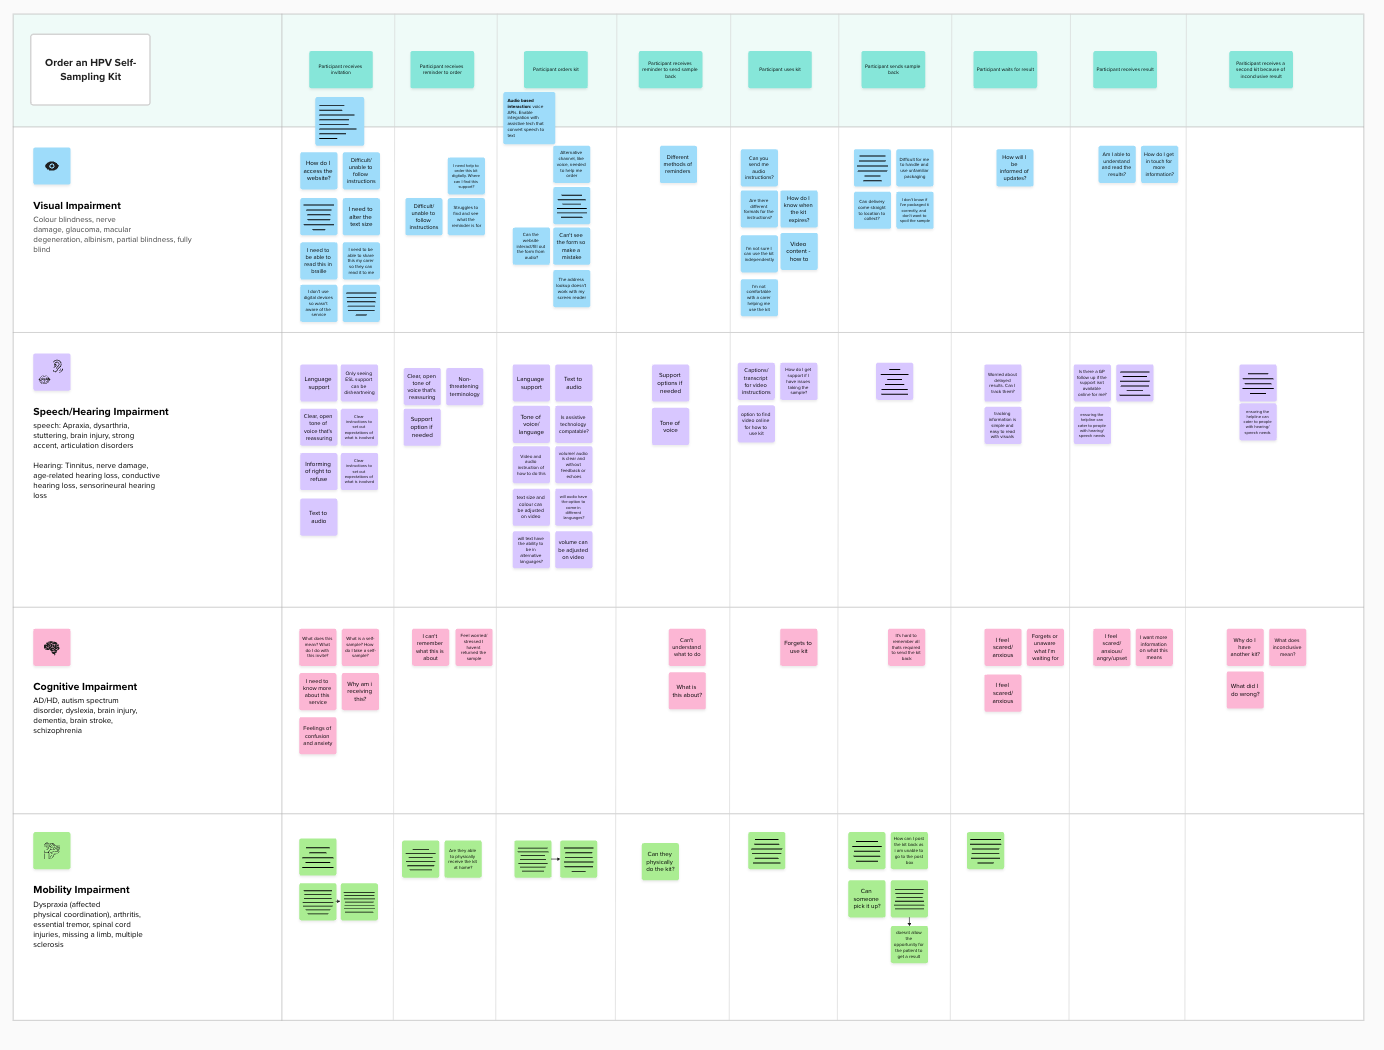 Order an HPV Self-
Sampling Kit
Participant receives
invitation
Participant receives
reminder to order
Participant orders kit
Participant receives
reminder to send sample
back
Participant uses kit
Participant sends sample
back
Participant waits for result
Participant receives result
Participant receives a
second kit because of
inconclusive result
Visual Impairment
Colour blindness, nerve
damage, glaucoma, macular
degeneration, albinism, partial blindness, fully
blind
How do I
access the
website?
Difficult/
unable to
follow
instructions
I need to
alter the
text size
I need to
be able to
read this in
braille
I need to be
able to share
this my carer
so they can
read it to me
I don't use
digital devices
so wasn't
aware of the
service
I need help to
order this kit
digitally. Where
can I find this
support?
Difficult/
unable to
follow
instructions
Struggles to
find and see
what the
reminder is for
Audio based
interaction: voice
APIs. Enable
integration with
assistive tech that
convert speech to
text
Alternative
channel, like
voice, needed
to help me
order
Can the
website
interact/fill out
the form from
audio?
Can't see
the form so
make a
mistake
The address
lookup doesn't
work with my
screen reader
Different
methods of
reminders
Can you
send me
audio
instructions?
Are there
different
formats for the
instructions?
How do I
know when
the kit
expires?
I'm not sure I
can use the kit
independently
Video
content -
how to
I'm not
comfortable
with a carer
helping me
use the kit
Difficult for me
to handle and
use unfamiliar
packaging
Can delivery
come straight
to location to
collect?
I don't know if
I've packaged it
correctly, and
don't want to
spoil the sample
How will I
be
informed of
updates?
Am I able to
understand
and read the
results?
How do I get
in touch for
more
information?
Speech/Hearing Impairment
speech: Apraxia, dysarthria,
stuttering, brain injury, strong
accent, articulation disorders
Hearing: Tinnitus, nerve damage,
age-related hearing loss, conductive
hearing loss, sensorineural hearing
loss
Language
support
Only seeing
ESL support
can be
disheartening
Clear, open
tone of
voice that's
reassuring
Clear
instructions to
set out
expectations of
what is involved
Informing
of right to
refuse
Clear
instructions to
set out
expectations of
what is involved
Text to
audio
Clear, open
tone of
voice that's
reassuring
Non-
threatening
terminology
Support
option if
needed
Language
support
Text to
audio
Tone of
voice/
language
Is assistive
technology
compatable?
Video and
audio
instruction of
how to do this
volume/ audio
is clear and
without
feedback or
echoes
text size and
colour can
be adjusted
on video
will audio have
the option to
come in
different
languages?
will text have
the ability to
be in
alternative
languages?
volume can
be adjusted
on video
Support
options if
needed
Tone of
voice
Captions/
transcript
for video
instructions
How do I get
support if I
have issues
taking the
sample?
option to find
video online
for how to
use kit
Worried about
delayed
results. Can I
track them?
tracking
information is
simple and
easy to read
with visuals
Is there a GP
follow up if the
support not
available
online for me?
ensuring the
helpline can
cater to people
with hearing/
speech needs
ensuring the
helpline can
cater to people
with hearing/
speech needs
Cognitive Impairment
AD/HD, autism spectrum
disorder, dyslexia, brain injury,
dementia, brain stroke,
schizophrenia
What does this
mean? What
do I do with
this invite?
What is a self-
sample? How
do I take a self-
sample?
I need to
know more
about this
service
Why am i
receiving
this?
Feelings of
confusion
and anxiety
I can't
remember
what this is
about
Feel worried/
stressed I
havent
returned the
sample
Can't
understand
what to do
What is
this about?
Forgets to
use kit
It's hard to
remember all
thats required
to send the kit
back
I feel
scared/
anxious
Forgets or
unaware
what I'm
waiting for
I feel
scared/
anxious
I feel
scared/
anxious/
angry/upset
I want more
information
on what this
means
Why do I
have
another kit?
What does
inconclusive
mean?
What did I
do wrong?
Mobility Impairment
Dyspraxia (affected
physical coordination), arthritis,
essential tremor, spinal cord
injuries, missing a limb, multiple
sclerosis
Are they able
to physically
receive the kit
at home?
Can they
physically
do the kit?
How can I post
the kit back as
I am unable to
go to the post
box
Can
someone
pick it up?
doesn't allow
the
opportunity for
the patient to
get a result